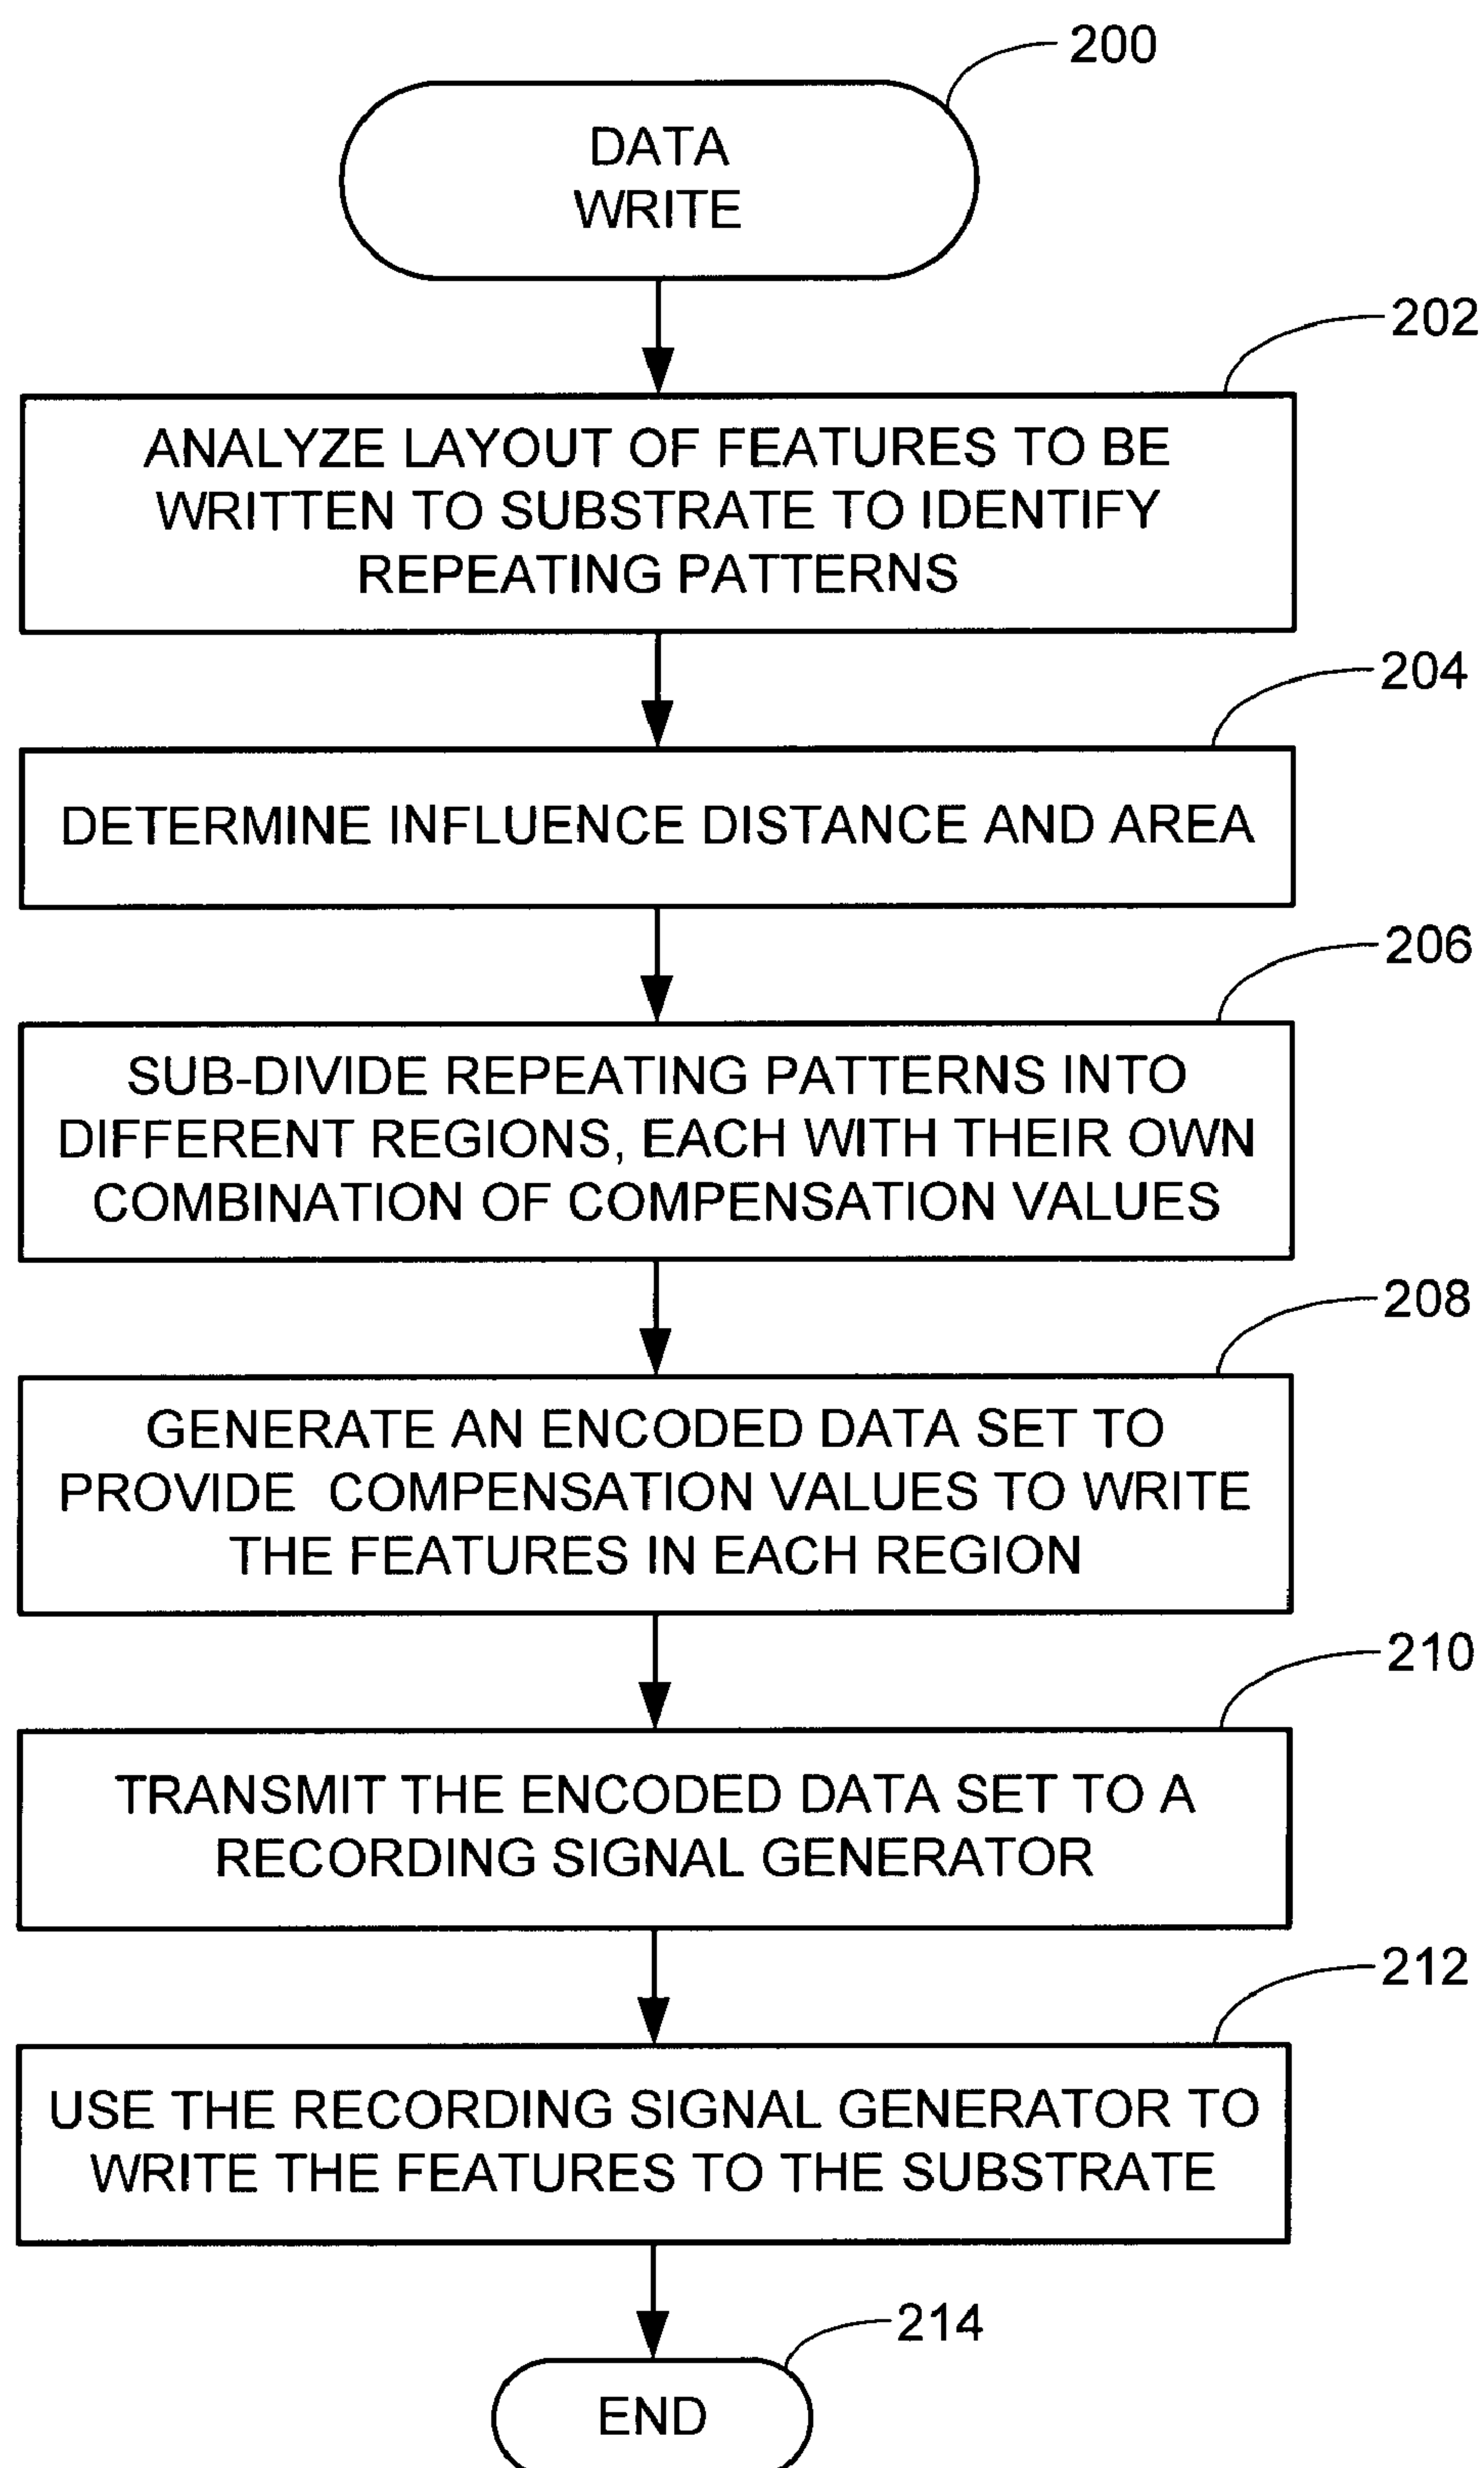 200
DATA
WRITE
202
ANALYZE LAYOUT OF FEATURES TO BE
WRITTEN TO SUBSTRATE TO IDENTIFY
REPEATING PATTERNS
204
DETERMINE INFLUENCE DISTANCE AND AREA
206
SUB-DIVIDE REPEATING PATTERNS INTO
DIFFERENT REGIONS, EACH WITH THEIR OWN
COMBINATION OF COMPENSATION VALUES
208
GENERATE AN ENCODED DATA SET TO
PROVIDE COMPENSATION VALUES TO WRITE
THE FEATURES IN EACH REGION
210
TRANSMIT THE ENCODED DATA SET TO A
RECORDING SIGNAL GENERATOR
212
USE THE RECORDING SIGNAL GENERATOR TO
WRITE THE FEATURES TO THE SUBSTRATE
214
END